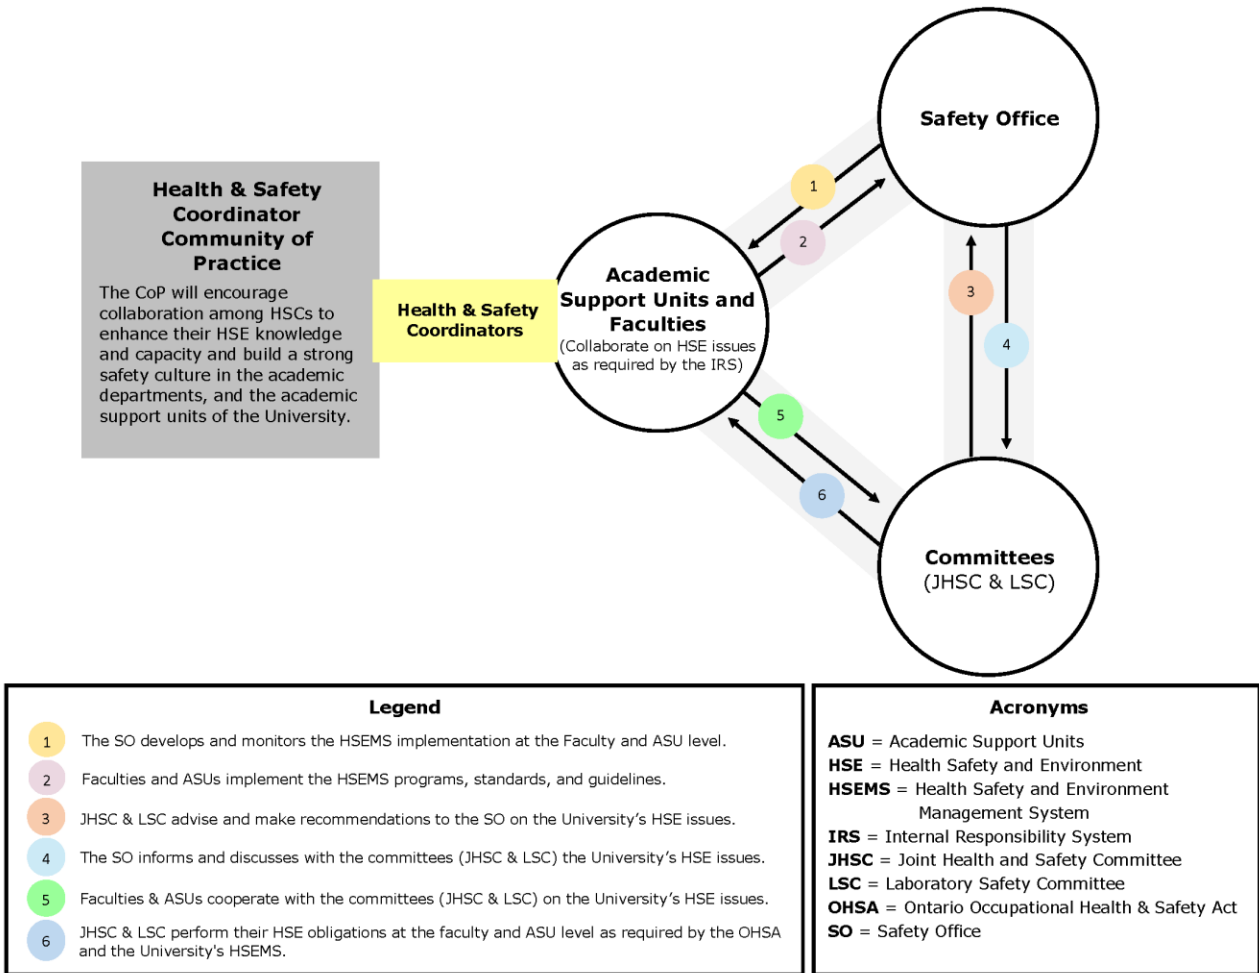 Safety Office
1
2
Health & Safety
Coordinator
Community of
Practice
The CoP will encourage
collaboration among HSCs to
enhance their HSE knowledge
and capacity and build a strong
safety culture in the academic
departments, and the academic
support units of the University.
Health & Safety
Coordinators
Academic
Support Units and
Faculties
(Collaborate on HSE issues
as required by the IRS)
3
4
5
6
Committees
(JHSC & LSC)
Legend
1 The SO develops and monitors the HSEMS implementation at the Faculty and ASU level.
2 Faculties and ASUs implement the HSEMS programs, standards, and guidelines.
3 JHSC & LSC advise and make recommendations to the SO on the University's HSE issues.
4 The SO informs and discusses with the committees (JHSC & LSC) the University's HSE issues.
5 Faculties & ASUs cooperate with the committees (JHSC & LSC) on the University's HSE issues.
6 JHSC & LSC perform their HSE obligations at the faculty and ASU level as required by the OHSA
and the University's HSEMS.
Acronyms
ASU = Academic Support Units
HSE = Health Safety and Environment
HSEMS = Health Safety and Environment
Management System
IRS = Internal Responsibility System
JHSC = Joint Health and Safety Committee
LSC = Laboratory Safety Committee
OHSA = Ontario Occupational Health & Safety Act
SO = Safety Office